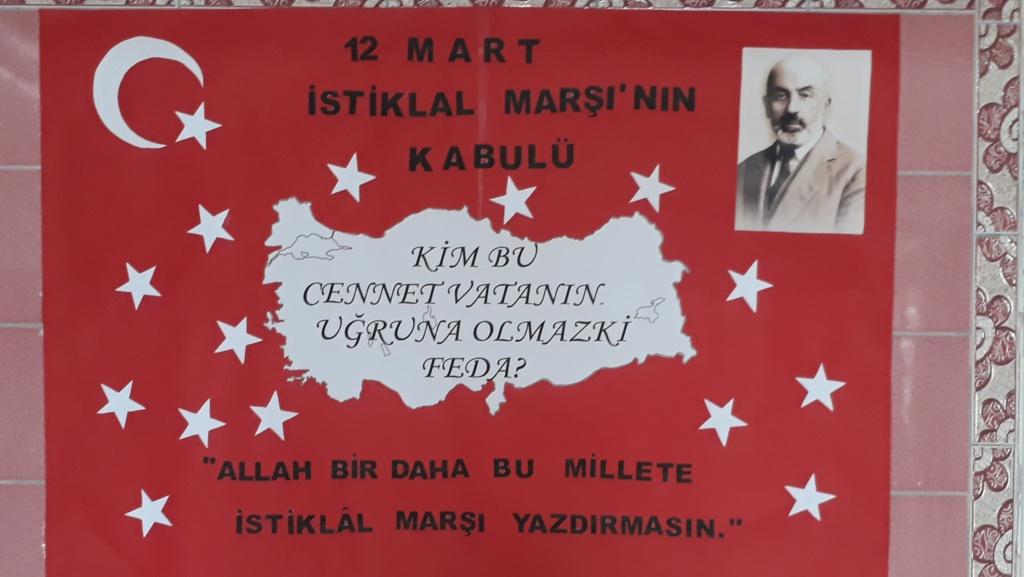 12 MART
İSTİKLAL MARŞI'NIN
KABULÜ
KİM BU
CENNET VATANIN.
UĞRUNA OLMAZKİ
FEDA?
"ALLAH BİR DAHA BU MİLLETE
İSTİKLÂL MARŞI YAZDIRMASIN."